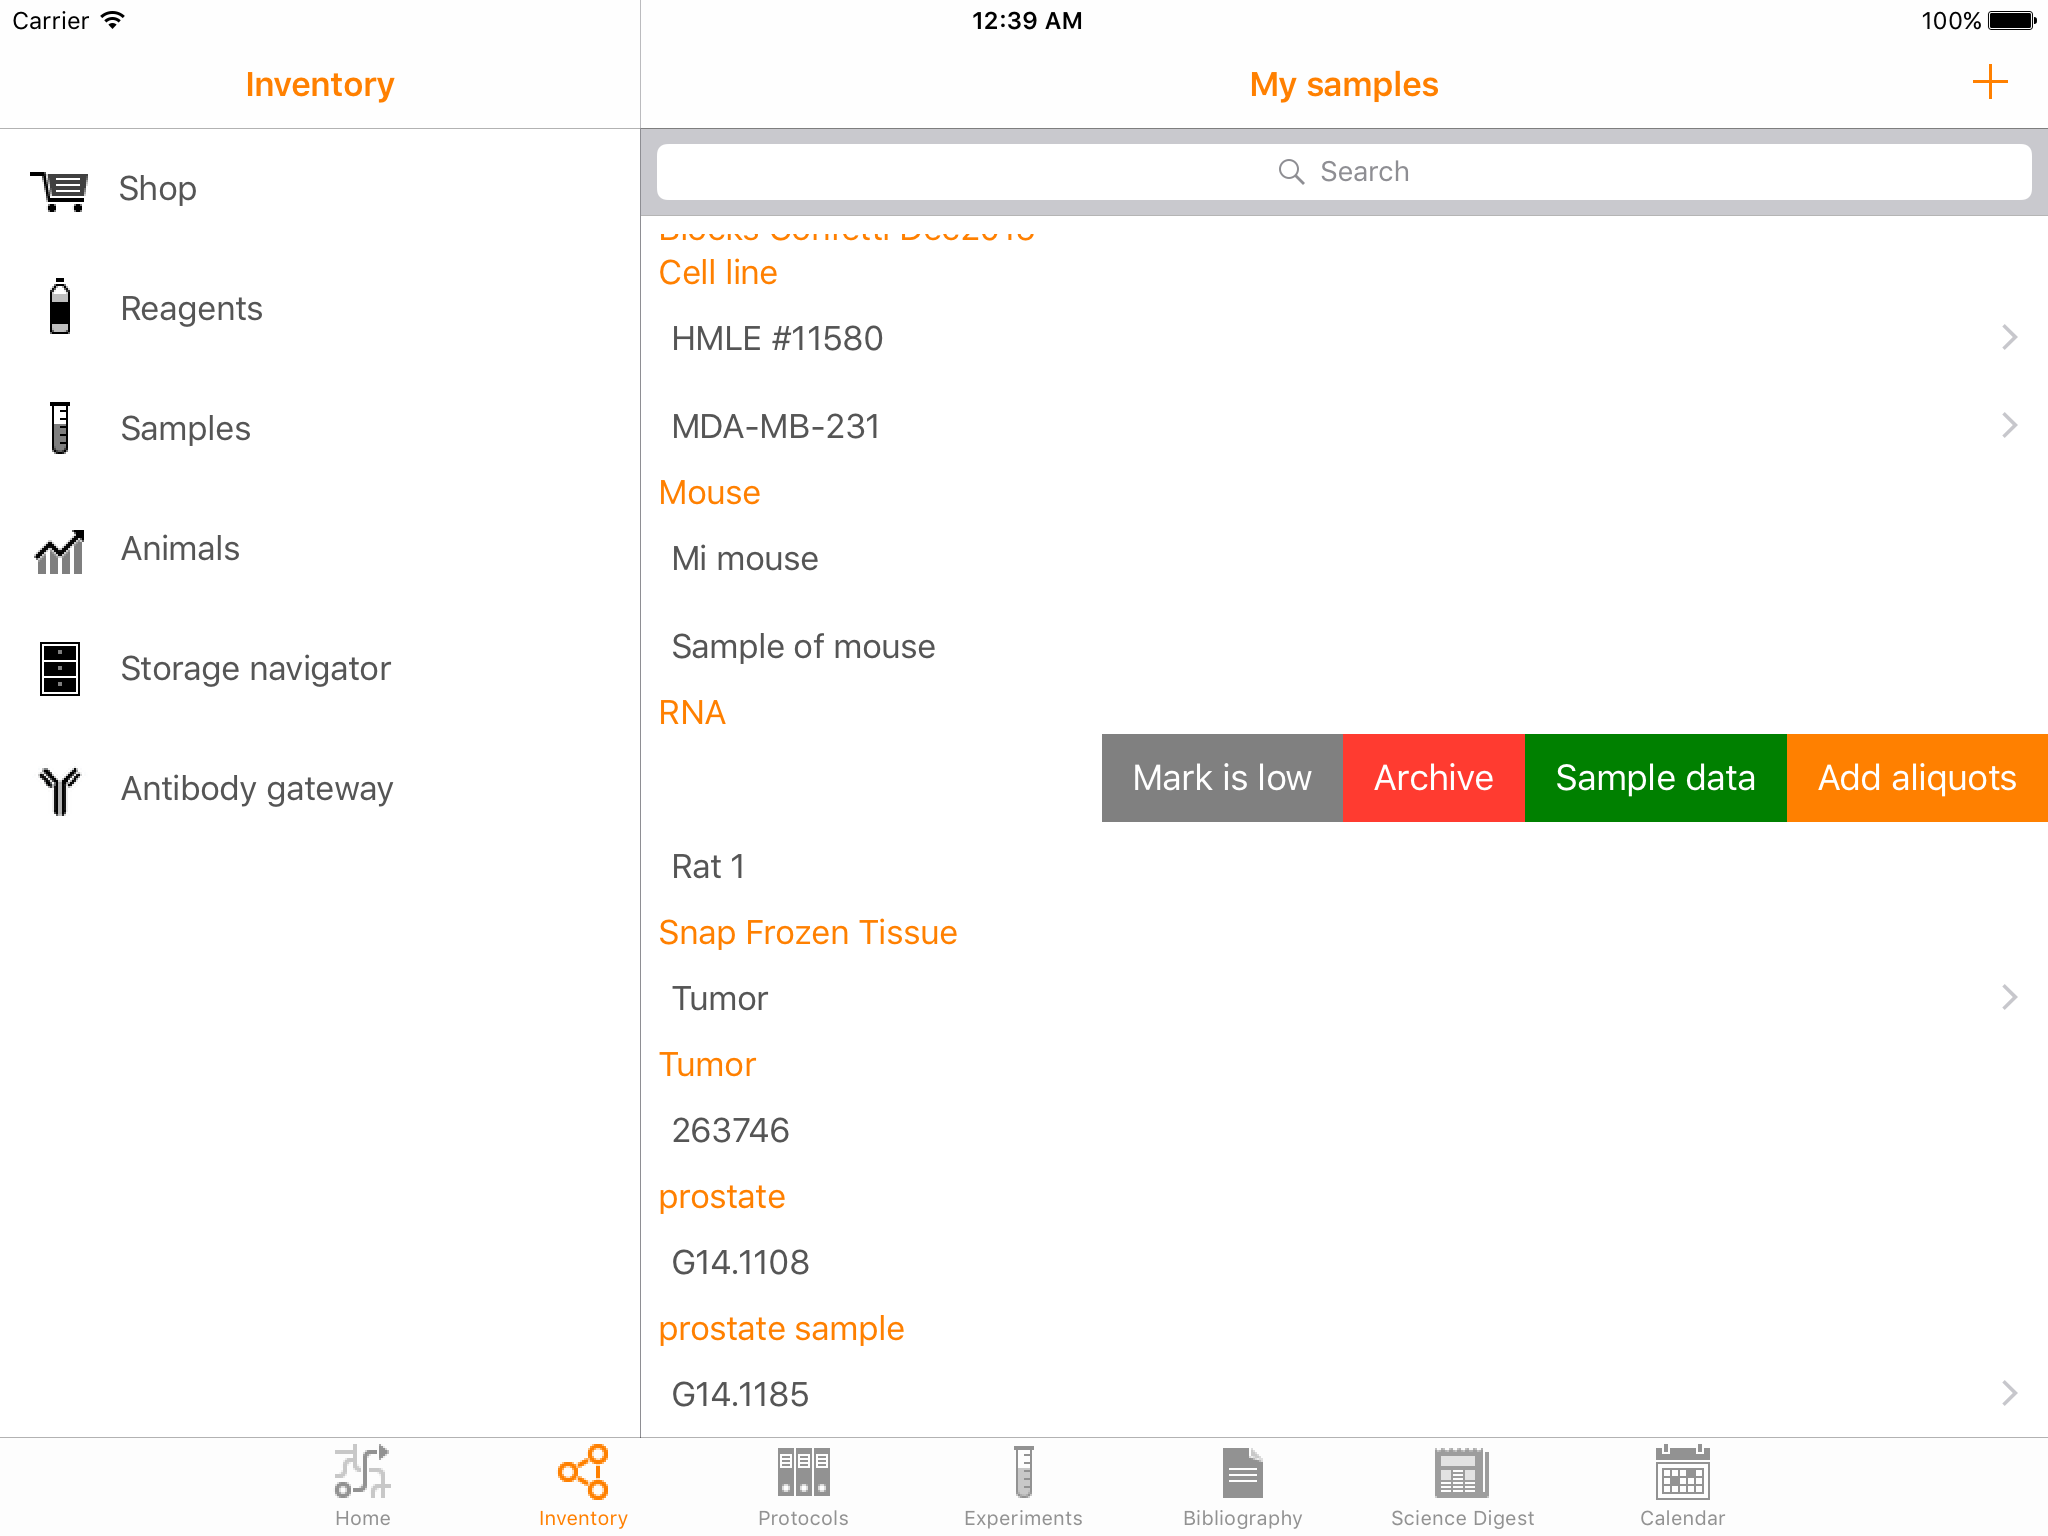 Carrier
12:39 AM
100%
Inventory
My samples
Search
Shop
Reagents
Samples
Animals
Storage navigator
Antibody gateway
Cell line
HMLE #11580
MDA-MB-231
Mouse
Mi mouse
Sample of mouse
RNA
Mark is low
Archive
Sample data
Add aliquots
Rat 1
Snap Frozen Tissue
Tumor
Tumor
263746
prostate
G14.1108
prostate sample
G14.1185
Home
Inventory
Protocols
Experiments
Bibliography
Science Digest
Calendar